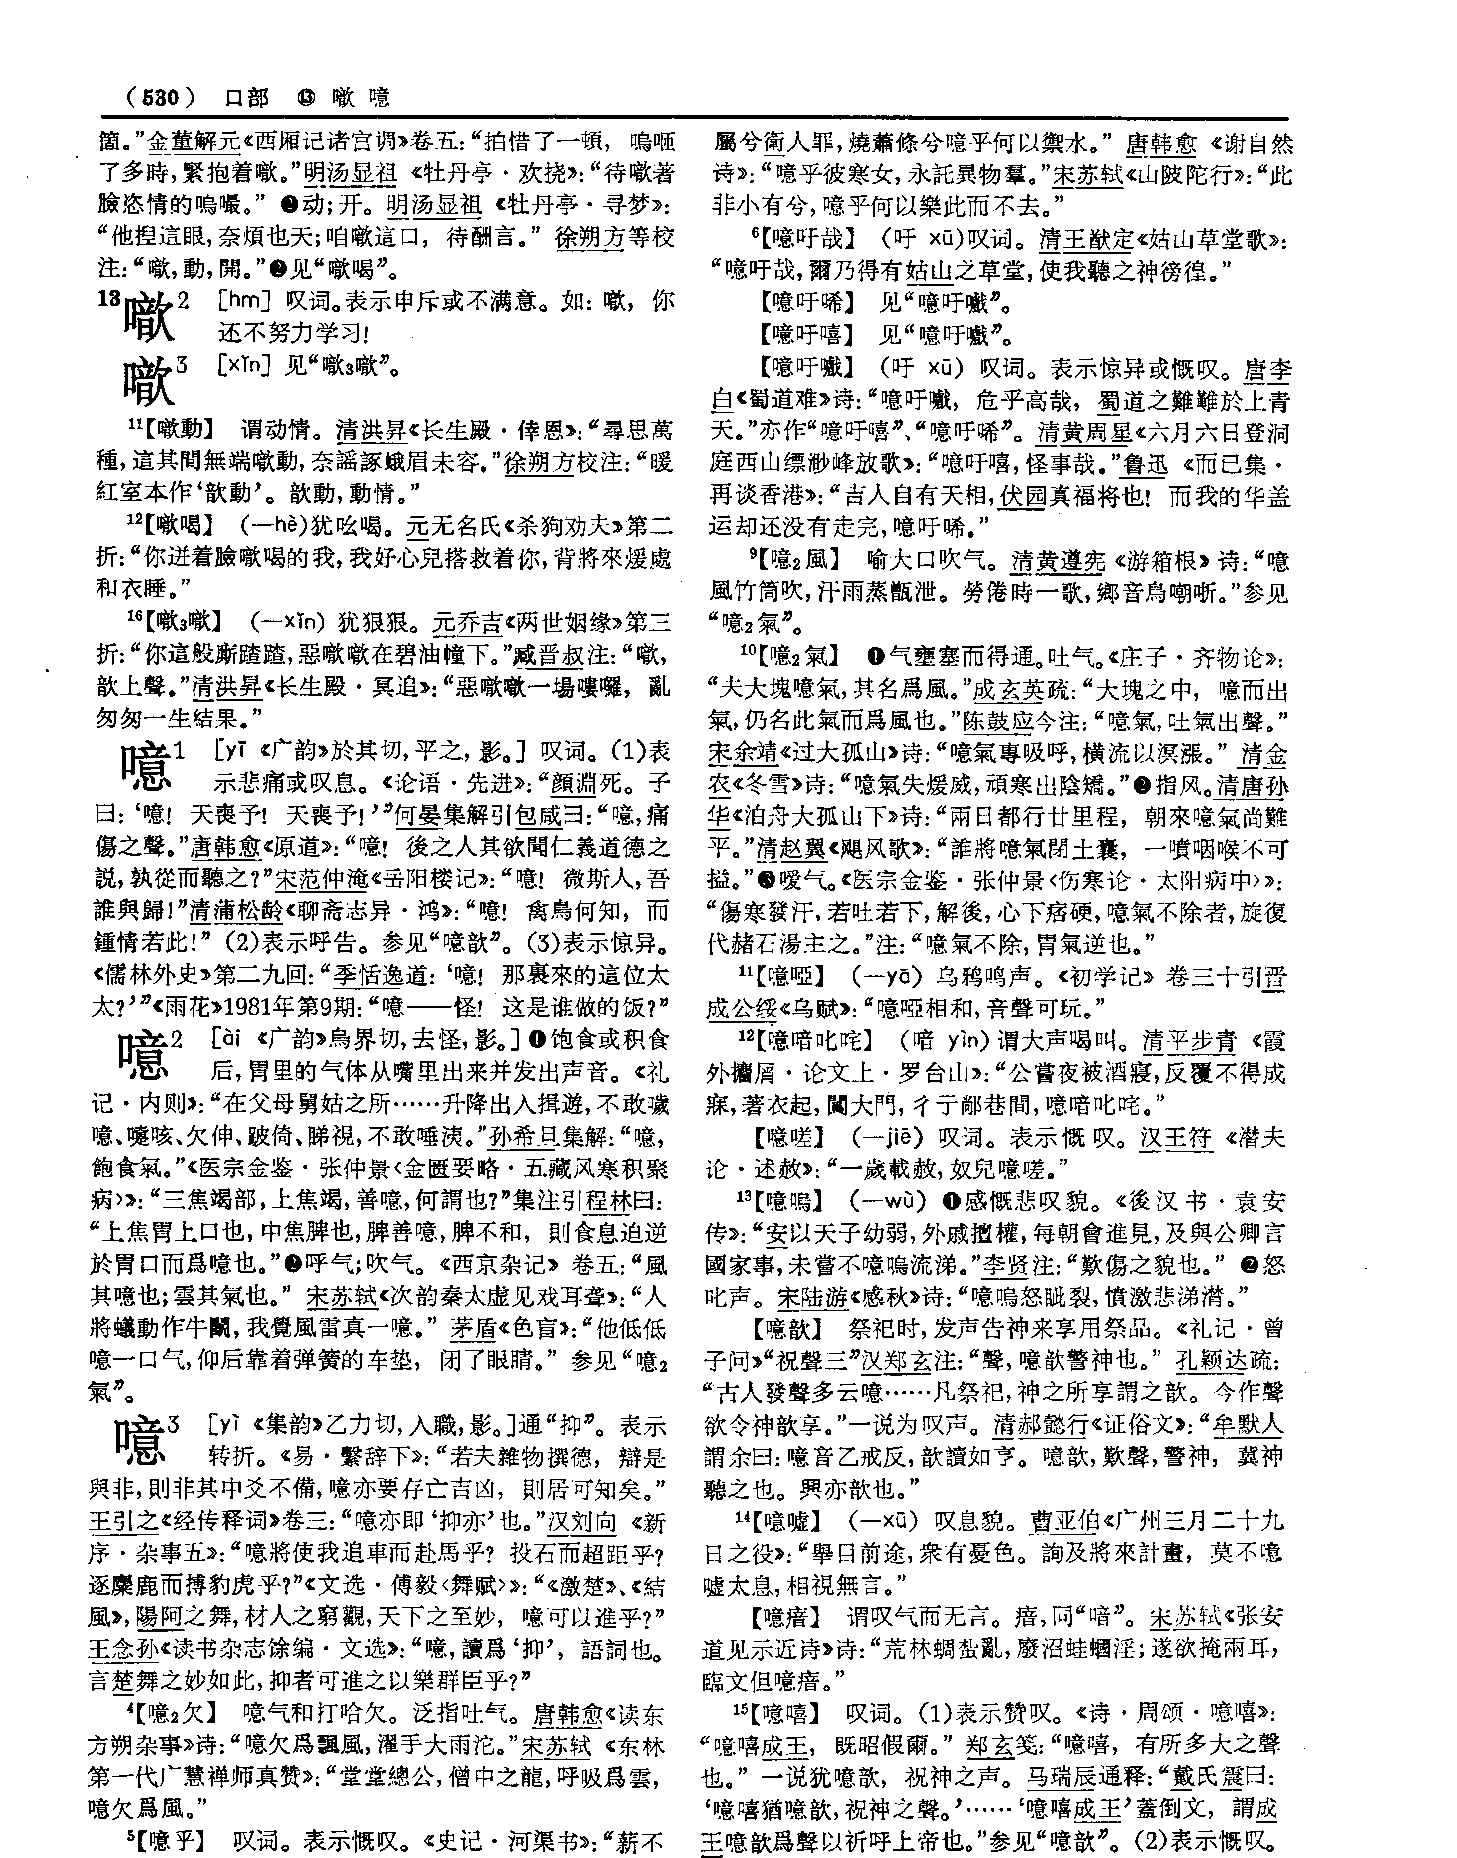 （530） 口部 ⓭ 噷 噫
箇。”金董解元《西厢记诸宫调》卷五：“拍惜了一頓，嗚咂
了多時，緊抱着噷。”明汤显祖《牡丹亭·欢挠》：“待噷著
臉恣情的嗚嘬。”❷动；开。明汤显祖《牡丹亭·寻梦》：
“他捏這眼，奈煩也天；咱噷這口，待酬言。”徐朔方等校
注：“噷，動，開。”❷见“噷喝”。
13噷2 ［hm］叹词。表示申斥或不满意。如：噷，你
还不努力学习！
噷3 ［xǐn］见“噷₃噷”。
¹¹【噷動】 谓动情。清洪昇《长生殿·倖恩》：“尋思萬
種，這其間無端噷動，奈謡諑蛾眉未容。”徐朔方校注：“暖
紅室本作‘歆動’。歆動，動情。”
¹²【噷喝】 （—hè）犹吆喝。元无名氏《杀狗劝夫》第二
折：“你迸着臉噷喝的我，我好心兒搭救着你，背將來煖處
和衣睡。”
¹⁶【噷₃噷】 （—xǐn）犹狠狠。元乔吉《两世姻缘》第三
折：“你這般廝蹅蹅，惡噷噷在碧油幢下。”臧晋叔注：“噷，
歆上聲。”清洪昇《长生殿·冥追》：“惡噷噷一場嘍囉，亂
匆匆一生結果。”
噫1 ［yī《广韵》於其切，平之，影。］叹词。（1）表
示悲痛或叹息。《论语·先进》：“顔淵死。子
曰：‘噫！天喪予！天喪予！’”何晏集解引包咸曰：“噫，痛
傷之聲。”唐韩愈《原道》：“噫！後之人其欲聞仁義道德之
説，孰從而聽之？”宋范仲淹《岳阳楼记》：“噫！微斯人，吾
誰與歸！”清蒲松龄《聊斋志异·鸿》：“噫！禽鳥何知，而
鍾情若此！”（2）表示呼告。参见“噫歆”。（3）表示惊异。
《儒林外史》第二九回：“季恬逸道：‘噫！那裏來的這位太
太？’”《雨花》1981年第9期：“噫——怪！这是谁做的饭？”
噫2 ［ài《广韵》烏界切，去怪，影。］❶饱食或积食
后，胃里的气体从嘴里出来并发出声音。《礼
记·内则》：“在父母舅姑之所……升降出入揖遊，不敢噦
噫、嚏咳、欠伸、跛倚、睇視，不敢唾洟。”孙希旦集解：“噫，
飽食氣。”《医宗金鉴·张仲景〈金匮要略·五藏风寒积聚
病〉》：“三焦竭部，上焦竭，善噫，何謂也？”集注引程林曰：
“上焦胃上口也，中焦脾也，脾善噫，脾不和，則食息迫逆
於胃口而爲噫也。”❷呼气；吹气。《西京杂记》卷五：“風
其噫也；雲其氣也。”宋苏轼《次韵秦太虚见戏耳聋》：“人
將蟻動作牛鬭，我覺風雷真一噫。”茅盾《色盲》：“他低低
噫一口气，仰后靠着弹簧的车垫，闭了眼睛。”参见“噫₂
氣”。
噫3 ［yì《集韵》乙力切，入職，影。］通“抑”。表示
转折。《易·繫辞下》：“若夫雜物撰德，辯是
與非，則非其中爻不備，噫亦要存亡吉凶，則居可知矣。”
王引之《经传释词》卷三：“噫亦即‘抑亦’也。”汉刘向《新
序·杂事五》：“噫將使我追車而赴馬乎？投石而超距乎？
逐麋鹿而搏豹虎乎？”《文选·傅毅〈舞赋〉》：“《激楚》、《結
風》，陽阿之舞，材人之窮觀，天下之至妙，噫可以進乎？”
王念孙《读书杂志馀编·文选》：“噫，讀爲‘抑’，語詞也。
言楚舞之妙如此，抑者可進之以樂群臣乎？”
⁴【噫₂欠】 噫气和打哈欠。泛指吐气。唐韩愈《读东
方朔杂事》诗：“噫欠爲飄風，濯手大雨沱。”宋苏轼《东林
第一代广慧禅师真赞》：“堂堂總公，僧中之龍，呼吸爲雲，
噫欠爲風。”
⁵【噫乎】 叹词。表示慨叹。《史记·河渠书》：“薪不
屬兮衛人罪，燒蕭條兮噫乎何以禦水。”唐韩愈《谢自然
诗》：“噫乎彼寒女，永託異物羣。”宋苏轼《山陂陀行》：“此
非小有兮，噫乎何以樂此而不去。”
⁶【噫吁哉】 （吁 xū）叹词。清王猷定《姑山草堂歌》：
“噫吁哉，爾乃得有姑山之草堂，使我聽之神徬徨。”
【噫吁唏】 见“噫吁嚱”。
【噫吁嘻】 见“噫吁嚱”。
【噫吁嚱】 （吁 xū）叹词。表示惊异或慨叹。唐李
白《蜀道难》诗：“噫吁嚱，危乎高哉，蜀道之難難於上青
天。”亦作“噫吁嘻”、“噫吁唏”。清黄周星《六月六日登洞
庭西山缥缈峰放歌》：“噫吁嘻，怪事哉。”鲁迅《而已集·
再谈香港》：“吉人自有天相，伏园真福将也！而我的华盖
运却还没有走完，噫吁唏。”
⁹【噫₂風】 喻大口吹气。清黄遵宪《游箱根》诗：“噫
風竹筒吹，汗雨蒸甑泄。勞倦時一歌，鄉音鳥嘲哳。”参见
“噫₂氣”。
¹⁰【噫₂氣】 ❶气壅塞而得通。吐气。《庄子·齐物论》：
“夫大塊噫氣，其名爲風。”成玄英疏：“大塊之中，噫而出
氣，仍名此氣而爲風也。”陈鼓应今注：“噫氣，吐氣出聲。”
宋余靖《过大孤山》诗：“噫氣專吸呼，横流以溟漲。”清金
农《冬雪》诗：“噫氣失煖威，頑寒出陰矯。”❷指风。清唐孙
华《泊舟大孤山下》诗：“兩日都行廿里程，朝來噫氣尚難
平。”清赵翼《飓风歌》：“誰將噫氣閉土囊，一噴咽喉不可
搤。”❸嗳气。《医宗金鉴·张仲景〈伤寒论·太阳病中〉》：
“傷寒發汗，若吐若下，解後，心下痞硬，噫氣不除者，旋復
代赭石湯主之。”注：“噫氣不除，胃氣逆也。”
¹¹【噫啞】 （—yā）乌鸦鸣声。《初学记》卷三十引晋
成公绥《乌赋》：“噫啞相和，音聲可玩。”
¹²【噫喑叱咤】 （喑 yìn）谓大声喝叫。清平步青《霞
外攟屑·论文上·罗台山》：“公嘗夜被酒寢，反覆不得成
寐，著衣起，闖大門，彳亍鄰巷間，噫喑叱咤。”
【噫嗟】 （—jiē）叹词。表示慨叹。汉王符《潜夫
论·述赦》：“一歲載赦，奴兒噫嗟。”
¹³【噫嗚】 （—wù）❶感慨悲叹貌。《後汉书·袁安
传》：“安以天子幼弱，外戚擅權，每朝會進見，及與公卿言
國家事，未嘗不噫嗚流涕。”李贤注：“歎傷之貌也。”❷怒
叱声。宋陆游《感秋》诗：“噫嗚怒眦裂，憤激悲涕潸。”
【噫歆】 祭祀时，发声告神来享用祭品。《礼记·曾
子问》“祝聲三”汉郑玄注：“聲，噫歆警神也。”孔颖达疏：
“古人發聲多云噫……凡祭祀，神之所享謂之歆。今作聲
欲令神歆享。”一说为叹声。清郝懿行《证俗文》：“牟默人
謂余曰：噫音乙戒反，歆讀如亨。噫歆，歎聲，警神，冀神
聽之也。興亦歆也。”
¹⁴【噫嘘】 （—xū）叹息貌。曹亚伯《广州三月二十九
日之役》：“舉目前途，衆有憂色。詢及將來計畫，莫不噫
嘘太息，相視無言。”
【噫瘖】 谓叹气而无言。瘖，同“喑”。宋苏轼《张安
道见示近诗》诗：“荒林蜩蚻亂，廢沼蛙蟈淫；遂欲掩兩耳，
臨文但噫瘖。”
¹⁵【噫嘻】 叹词。（1）表示赞叹。《诗·周颂·噫嘻》：
“噫嘻成王，既昭假爾。”郑玄笺：“噫嘻，有所多大之聲
也。”一说犹噫歆，祝神之声。马瑞辰通释：“戴氏震曰：
‘噫嘻猶噫歆，祝神之聲。’……‘噫嘻成王’蓋倒文，謂成
王噫歆爲聲以祈呼上帝也。”参见“噫歆”。（2）表示慨叹。